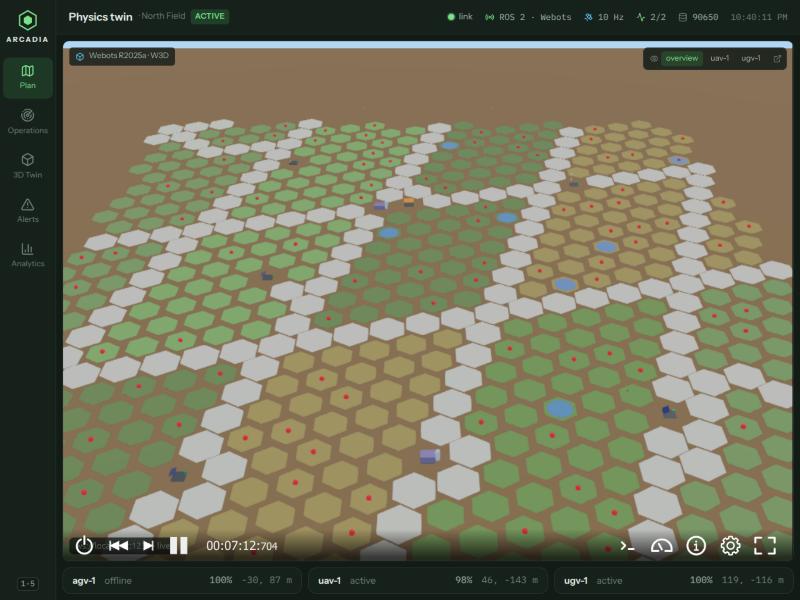 Physics twin · North Field ACTIVE
link ROS 2 · Webots 10 Hz 2/2 90650 10:40:11 PM
ARCADIA
Webots R2025a · W3D
overview uav-1 ugv-1
Plan
Operations
3D Twin
Alerts
Analytics
00:07:12:704
1-5
agv-1 offline 100% -30, 87 m
uav-1 active 98% 46, -143 m
ugv-1 active 100% 119, -116 m